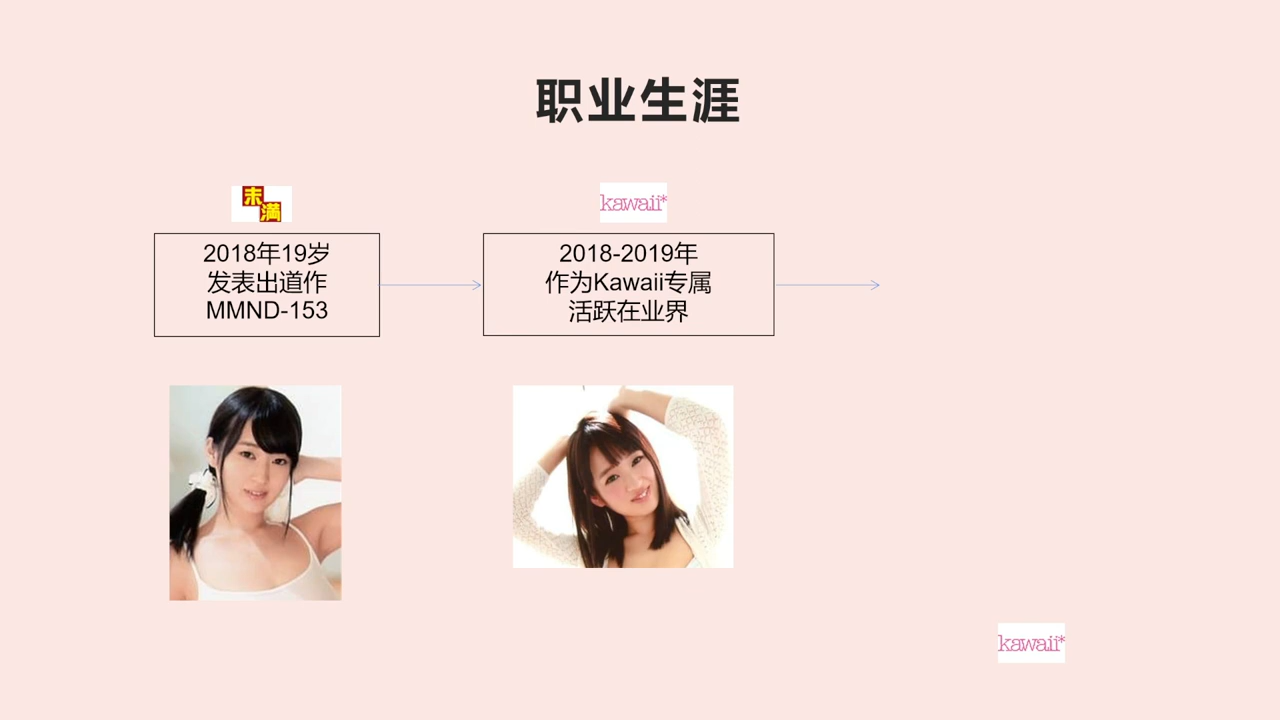 职业生涯
未
満
kawaii*
2018年19岁
发表出道作
MMND-153
2018-2019年
作为Kawaii专属
活跃在业界
kawaii*